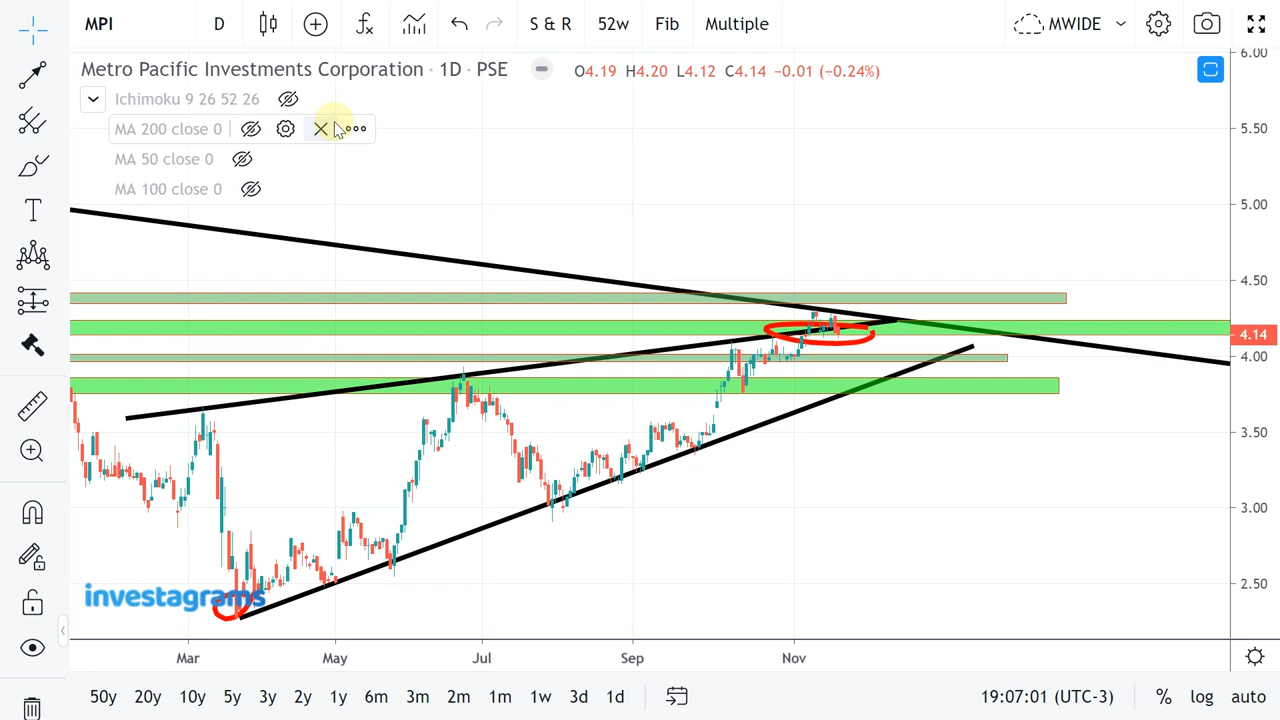 MPI D S & R 52w Fib Multiple MWIDE
Metro Pacific Investments Corporation · 1D · PSE O4.19 H4.20 L4.12 C4.14 −0.01 (−0.24%)
Ichimoku 9 26 52 26
MA 200 close 0
MA 50 close 0
MA 100 close 0
6.00
5.50
5.00
4.50
4.14
4.00
3.50
3.00
2.50
investagrams
Mar May Jul Sep Nov
50y 20y 10y 5y 3y 2y 1y 6m 3m 2m 1m 1w 3d 1d 19:07:01 (UTC-3) % log auto